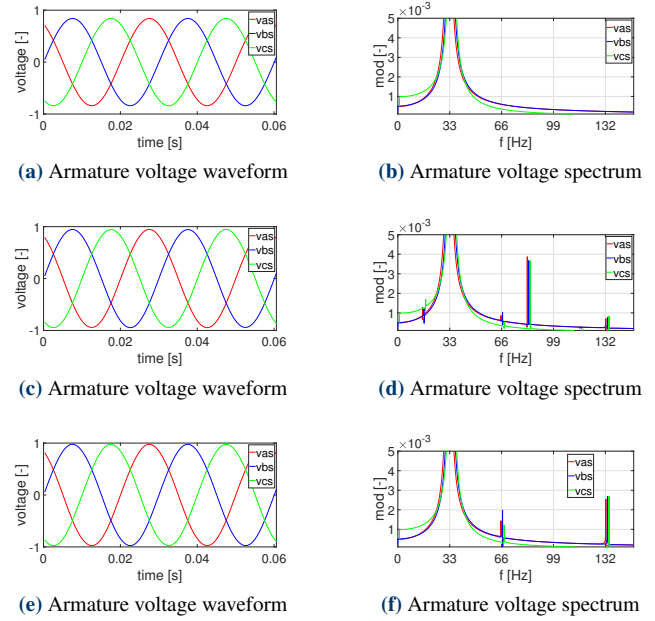 1
0
-1
voltage [-]
0
0.02
0.04
0.06
time [s]
vas
vbs
vcs
(a) Armature voltage waveform
×10⁻³
5
4
3
2
1
mod [-]
0
33
66
99
132
f [Hz]
vas
vbs
vcs
(b) Armature voltage spectrum
1
0
-1
voltage [-]
0
0.02
0.04
0.06
time [s]
vas
vbs
vcs
(c) Armature voltage waveform
×10⁻³
5
4
3
2
1
mod [-]
0
33
66
99
132
f [Hz]
vas
vbs
vcs
(d) Armature voltage spectrum
1
0
-1
voltage [-]
0
0.02
0.04
0.06
time [s]
vas
vbs
vcs
(e) Armature voltage waveform
×10⁻³
5
4
3
2
1
mod [-]
0
33
66
99
132
f [Hz]
vas
vbs
vcs
(f) Armature voltage spectrum